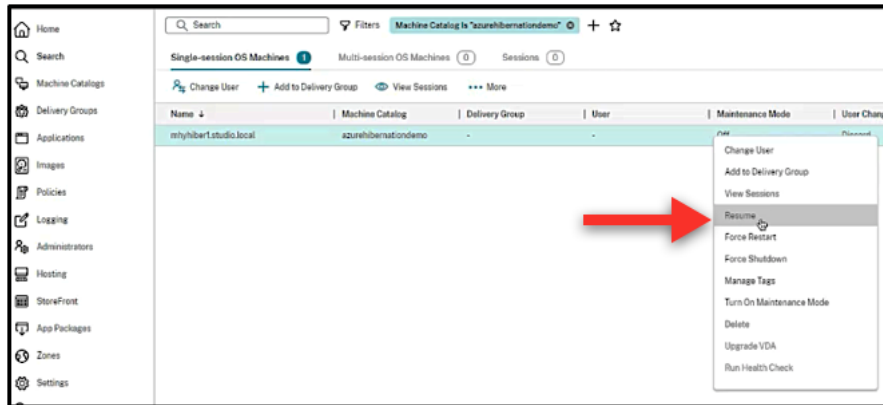 Home
Search
Machine Catalogs
Delivery Groups
Applications
Images
Policies
Logging
Administrators
Hosting
StoreFront
App Packages
Zones
Settings
Search Filters Machine Catalog Is "azurehibernationdemo"
Single-session OS Machines 1 Multi-session OS Machines 0 Sessions 0
Change User Add to Delivery Group View Sessions More
Name Machine Catalog Delivery Group User Maintenance Mode User Chang
mhyhiber1.studio.local azurehibernationdemo - - Off Discard
Change User
Add to Delivery Group
View Sessions
Resume
Force Restart
Force Shutdown
Manage Tags
Turn On Maintenance Mode
Delete
Upgrade VDA
Run Health Check